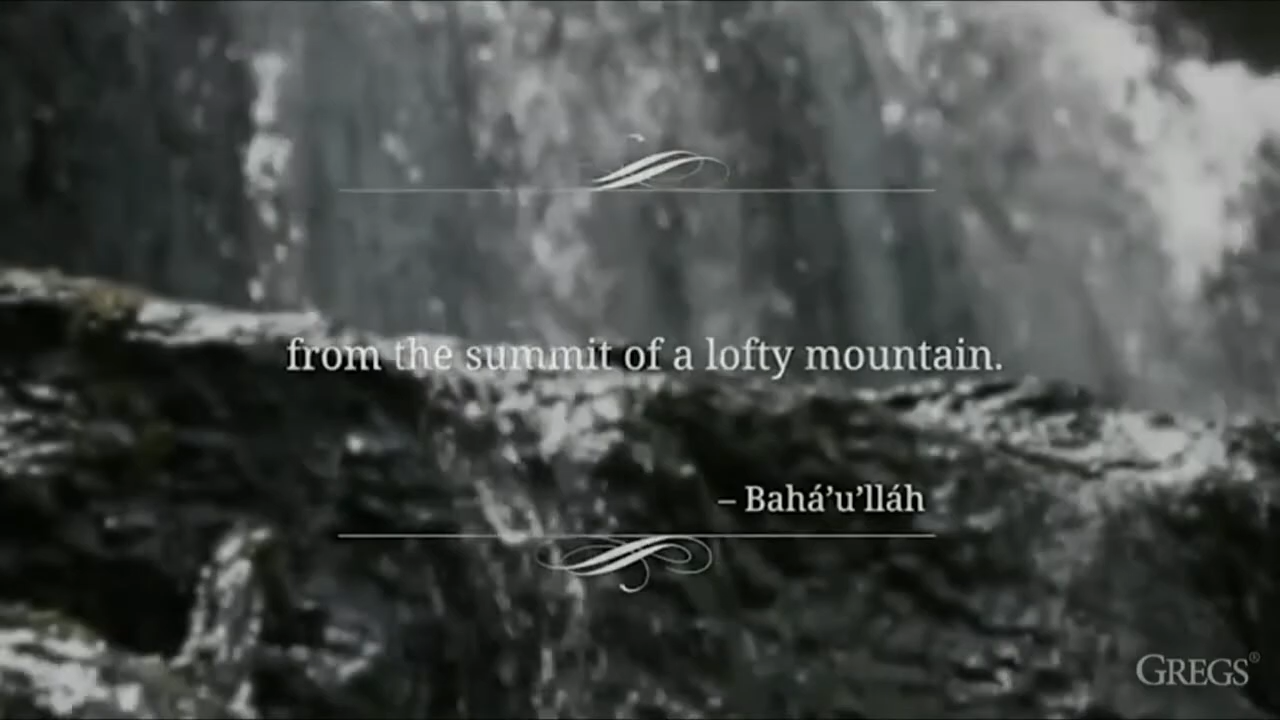 from the summit of a lofty mountain.
– Bahá’u’lláh
GREGS®